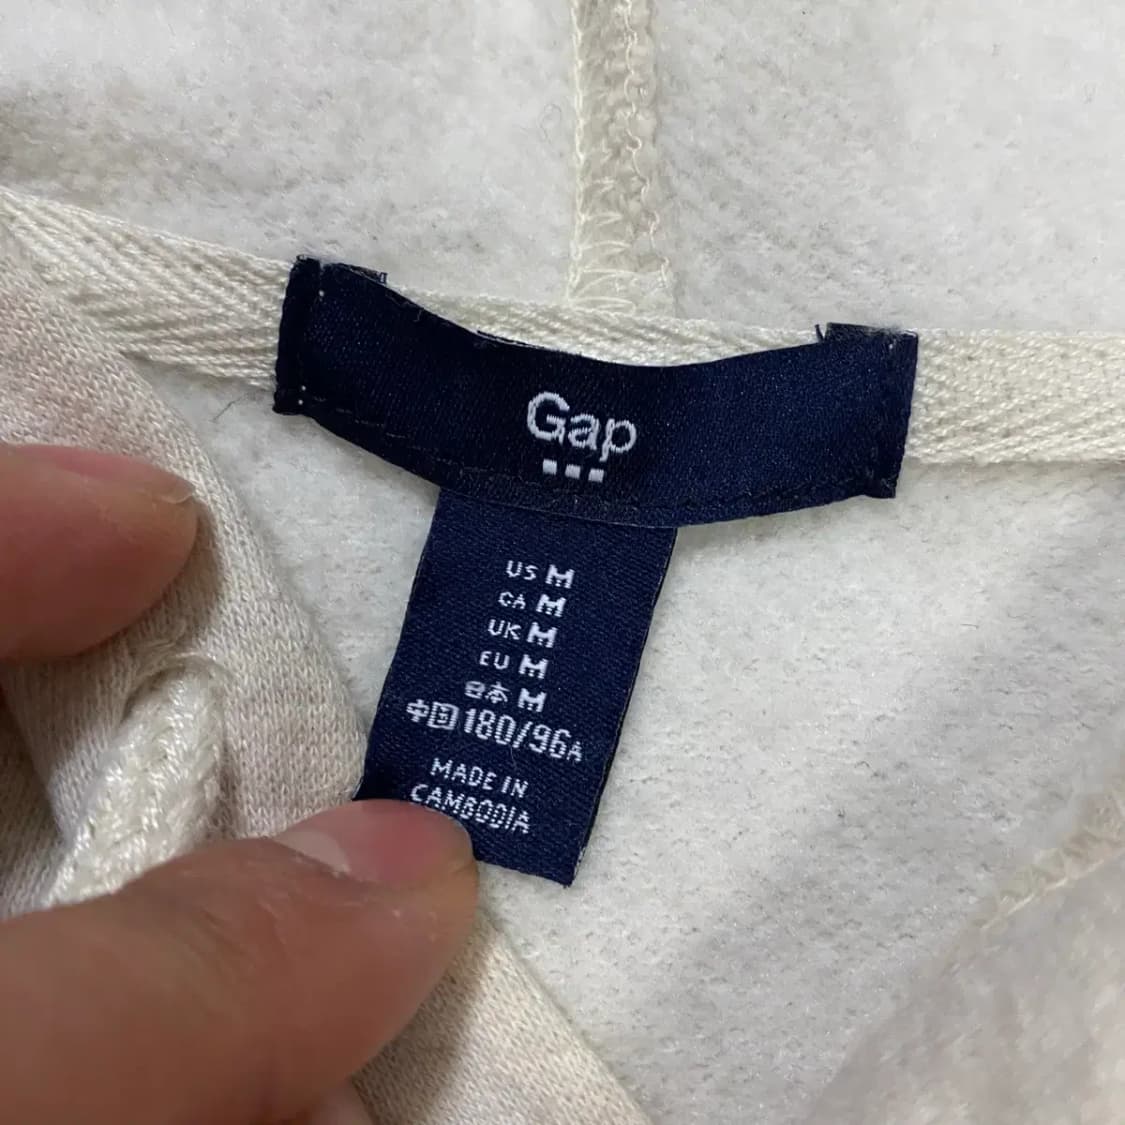 Gap
US M
CA M
UK M
EU M
日本 M
中国 180/96A
MADE IN
CAMBODIA